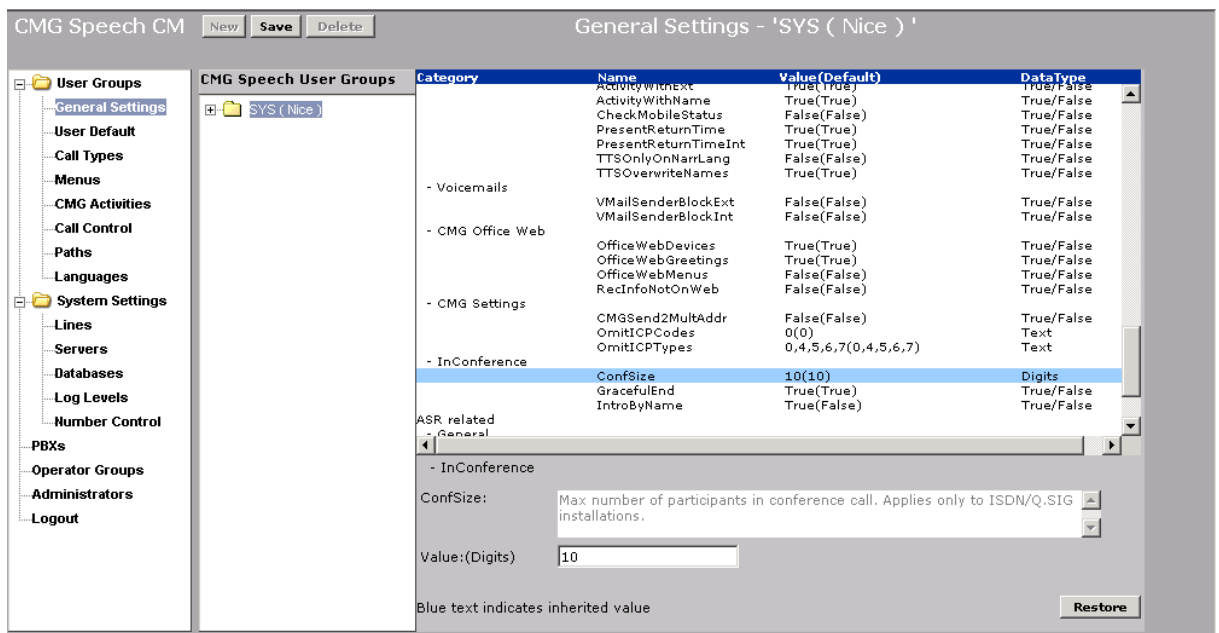 CMG Speech CM New Save Delete General Settings - 'SYS ( Nice ) '
User Groups
General Settings
User Default
Call Types
Menus
CMG Activities
Call Control
Paths
Languages
System Settings
Lines
Servers
Databases
Log Levels
Number Control
PBXs
Operator Groups
Administrators
Logout
CMG Speech User Groups
SYS ( Nice )
Category Name Value(Default) DataType
ActivityWithExt True(True) True/False
ActivityWithName True(True) True/False
CheckMobileStatus False(False) True/False
PresentReturnTime True(True) True/False
PresentReturnTimeInt True(True) True/False
TTSOnlyOnNarrLang False(False) True/False
TTSOverwriteNames True(True) True/False
- Voicemails
VMailSenderBlockExt False(False) True/False
VMailSenderBlockInt False(False) True/False
- CMG Office Web
OfficeWebDevices True(True) True/False
OfficeWebGreetings True(True) True/False
OfficeWebMenus False(False) True/False
RecInfoNotOnWeb False(False) True/False
- CMG Settings
CMGSend2MultAddr False(False) True/False
OmitICPCodes 0(0) Text
OmitICPTypes 0,4,5,6,7(0,4,5,6,7) Text
- InConference
ConfSize 10(10) Digits
GracefulEnd True(True) True/False
IntroByName True(False) True/False
ASR related
- General
- InConference
ConfSize: Max number of participants in conference call. Applies only to ISDN/Q.SIG
installations.
Value:(Digits) 10
Blue text indicates inherited value Restore